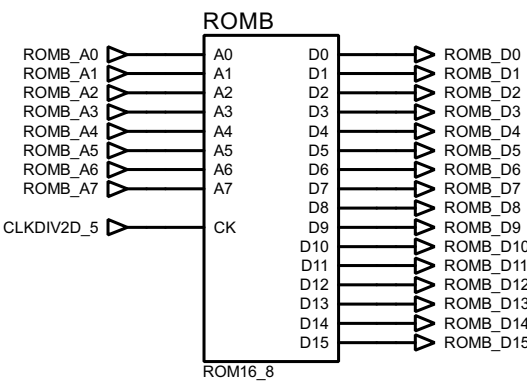 ROMB
ROMB_A0 A0 D0 ROMB_D0
ROMB_A1 A1 D1 ROMB_D1
ROMB_A2 A2 D2 ROMB_D2
ROMB_A3 A3 D3 ROMB_D3
ROMB_A4 A4 D4 ROMB_D4
ROMB_A5 A5 D5 ROMB_D5
ROMB_A6 A6 D6 ROMB_D6
ROMB_A7 A7 D7 ROMB_D7
D8 ROMB_D8
CLKDIV2D_5 CK D9 ROMB_D9
D10 ROMB_D10
D11 ROMB_D11
D12 ROMB_D12
D13 ROMB_D13
D14 ROMB_D14
D15 ROMB_D15
ROM16_8